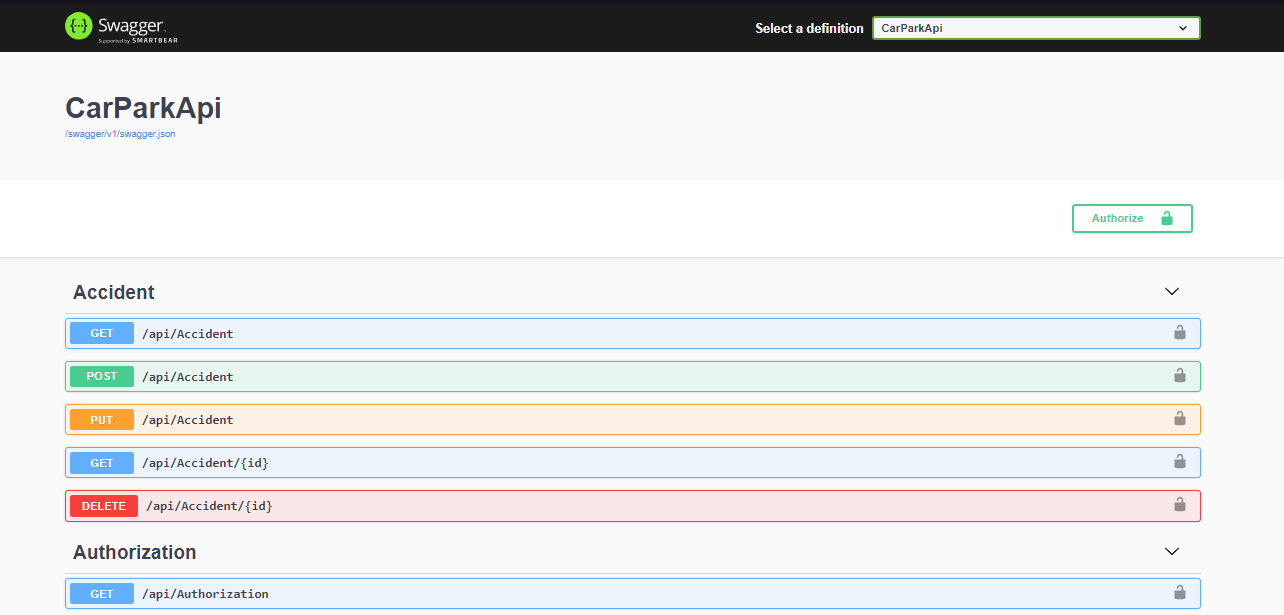 Swagger
Supported by SMARTBEAR
Select a definition
CarParkApi
CarParkApi
/swagger/v1/swagger.json
Authorize
Accident
GET /api/Accident
POST /api/Accident
PUT /api/Accident
GET /api/Accident/{id}
DELETE /api/Accident/{id}
Authorization
GET /api/Authorization